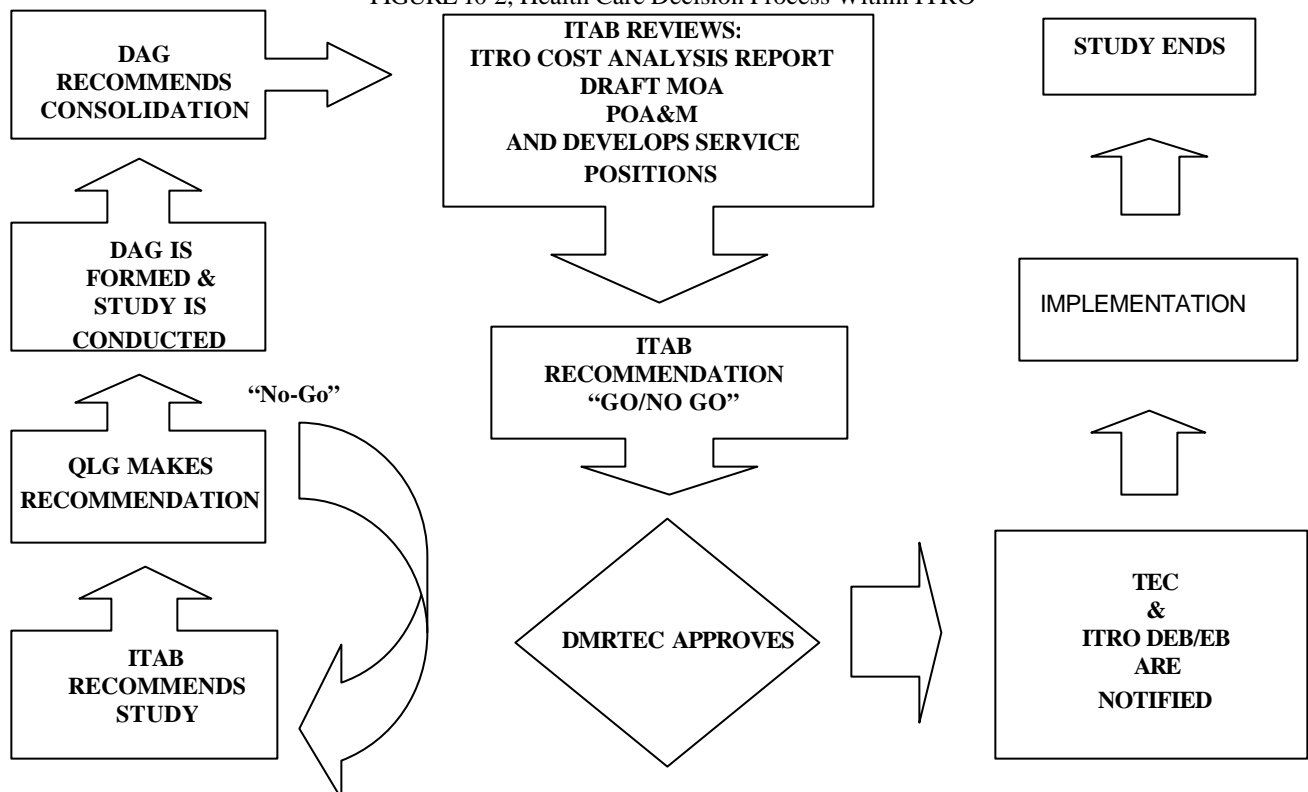 FIGURE 10-2, Health Care Decision Process Within ITRO
DAG
RECOMMENDS
CONSOLIDATION
ITAB REVIEWS:
ITRO COST ANALYSIS REPORT
DRAFT MOA
POA&M
AND DEVELOPS SERVICE
POSITIONS
STUDY ENDS
DAG IS
FORMED &
STUDY IS
CONDUCTED
IMPLEMENTATION
ITAB
RECOMMENDATION
“GO/NO GO”
“No-Go”
QLG MAKES
RECOMMENDATION
ITAB
RECOMMENDS
STUDY
DMRTEC APPROVES
TEC
&
ITRO DEB/EB
ARE
NOTIFIED